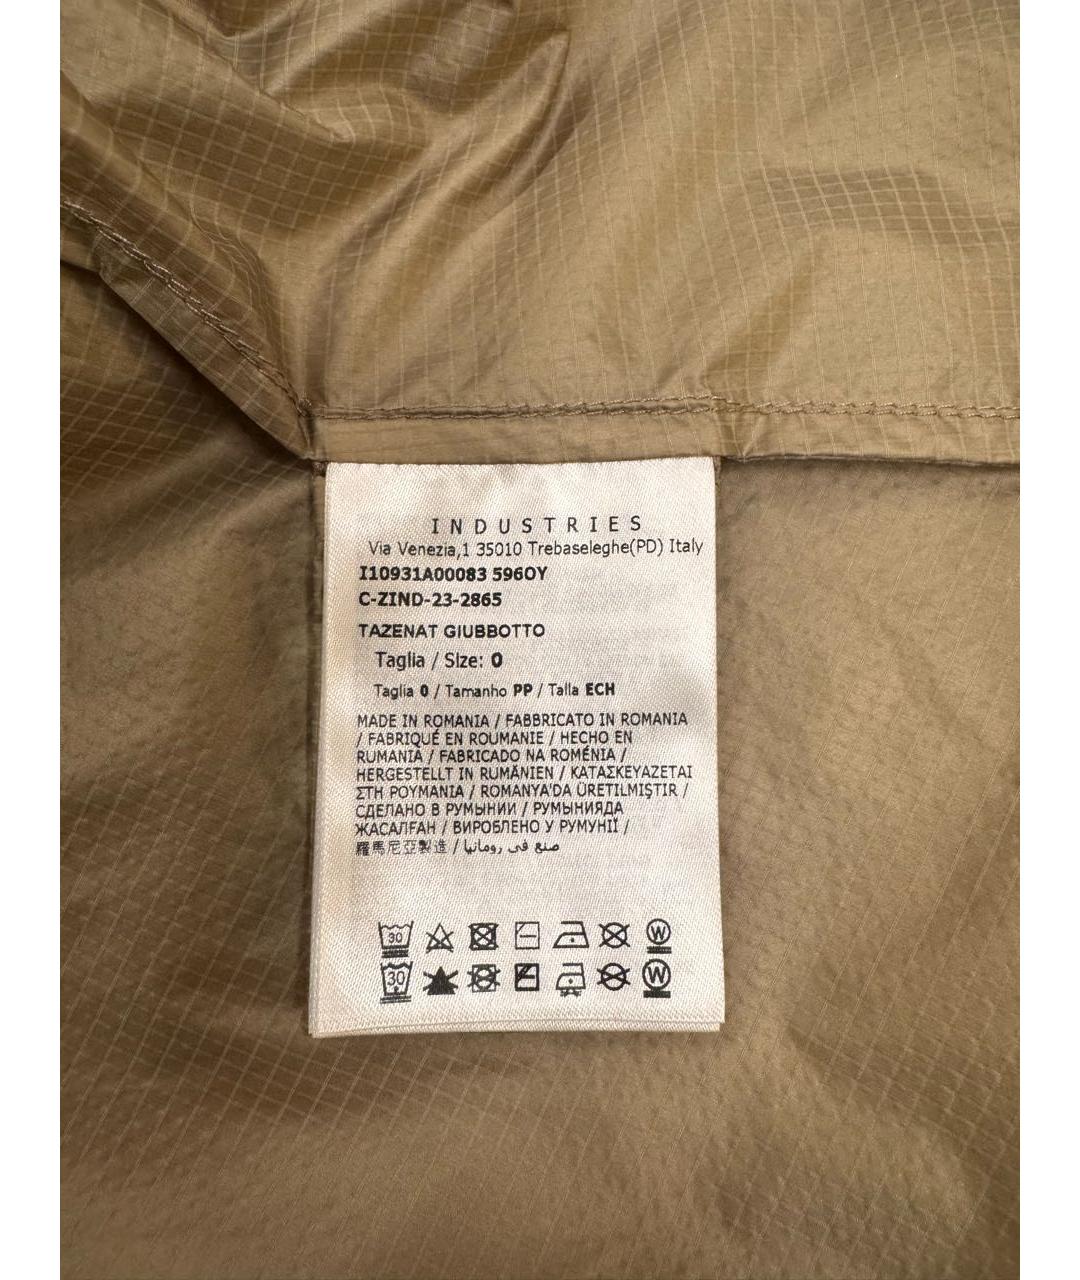 INDUSTRIES
Via Venezia,1 35010 Trebaseleghe(PD) Italy
I10931A00083 596OY
C-ZIND-23-2865
TAZENAT GIUBBOTTO
Taglia / Size: 0
Taglia 0 / Tamanho PP / Talla ECH
MADE IN ROMANIA / FABBRICATO IN ROMANIA
/ FABRIQUÉ EN ROUMANIE / HECHO EN
RUMANIA / FABRICADO NA ROMÉNIA /
HERGESTELLT IN RUMÄNIEN / ΚΑΤΑΣΚΕΥΑΖΕΤΑΙ
ΣΤΗ ΡΟΥΜΑΝΙΑ / ROMANYA'DA ÜRETILMIŞTIR /
СДЕЛАНО В РУМЫНИИ / РУМЫНИЯДА
ЖАСАЛҒАН / ВИРОБЛЕНО У РУМУНІЇ /
羅馬尼亞製造 / صنع في رومانيا
30 W
30 W